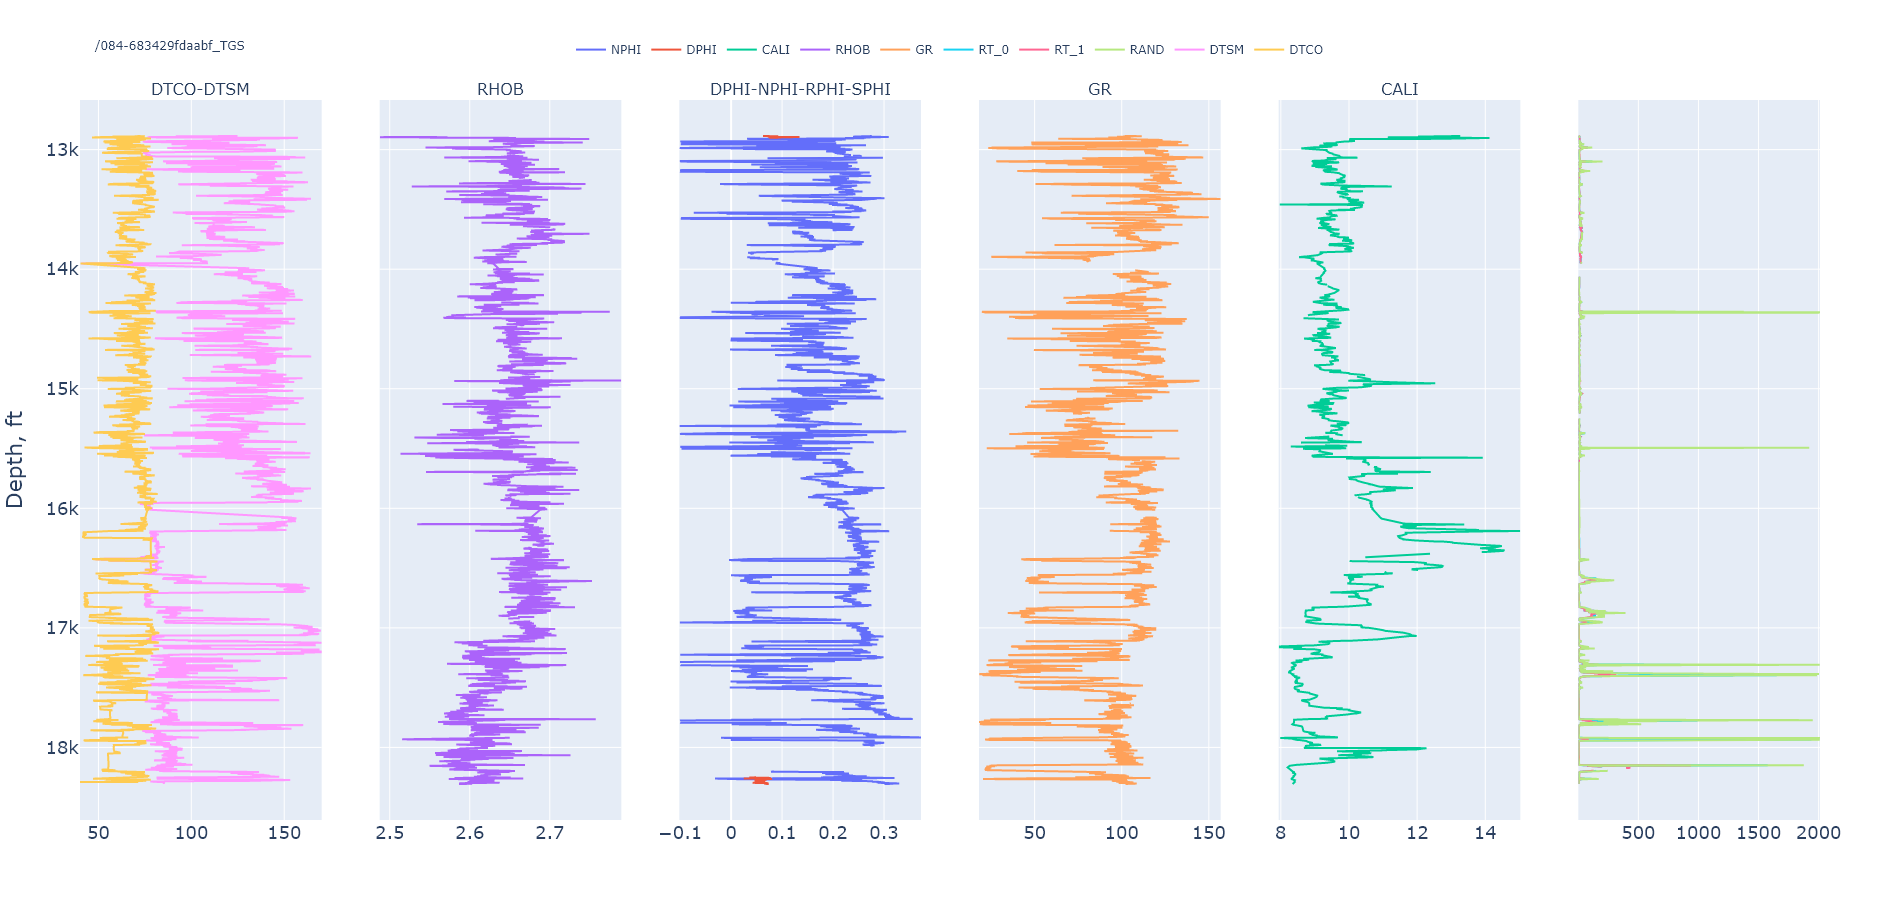 /084-683429fdaabf_TGS
NPHI DPHI CALI RHOB GR RT_0 RT_1 RAND DTSM DTCO
DTCO-DTSM RHOB DPHI-NPHI-RPHI-SPHI GR CALI
Depth, ft
13k
14k
15k
16k
17k
18k
50 100 150 2.5 2.6 2.7 −0.1 0 0.1 0.2 0.3 50 100 150 8 10 12 14 500 1000 1500 2000